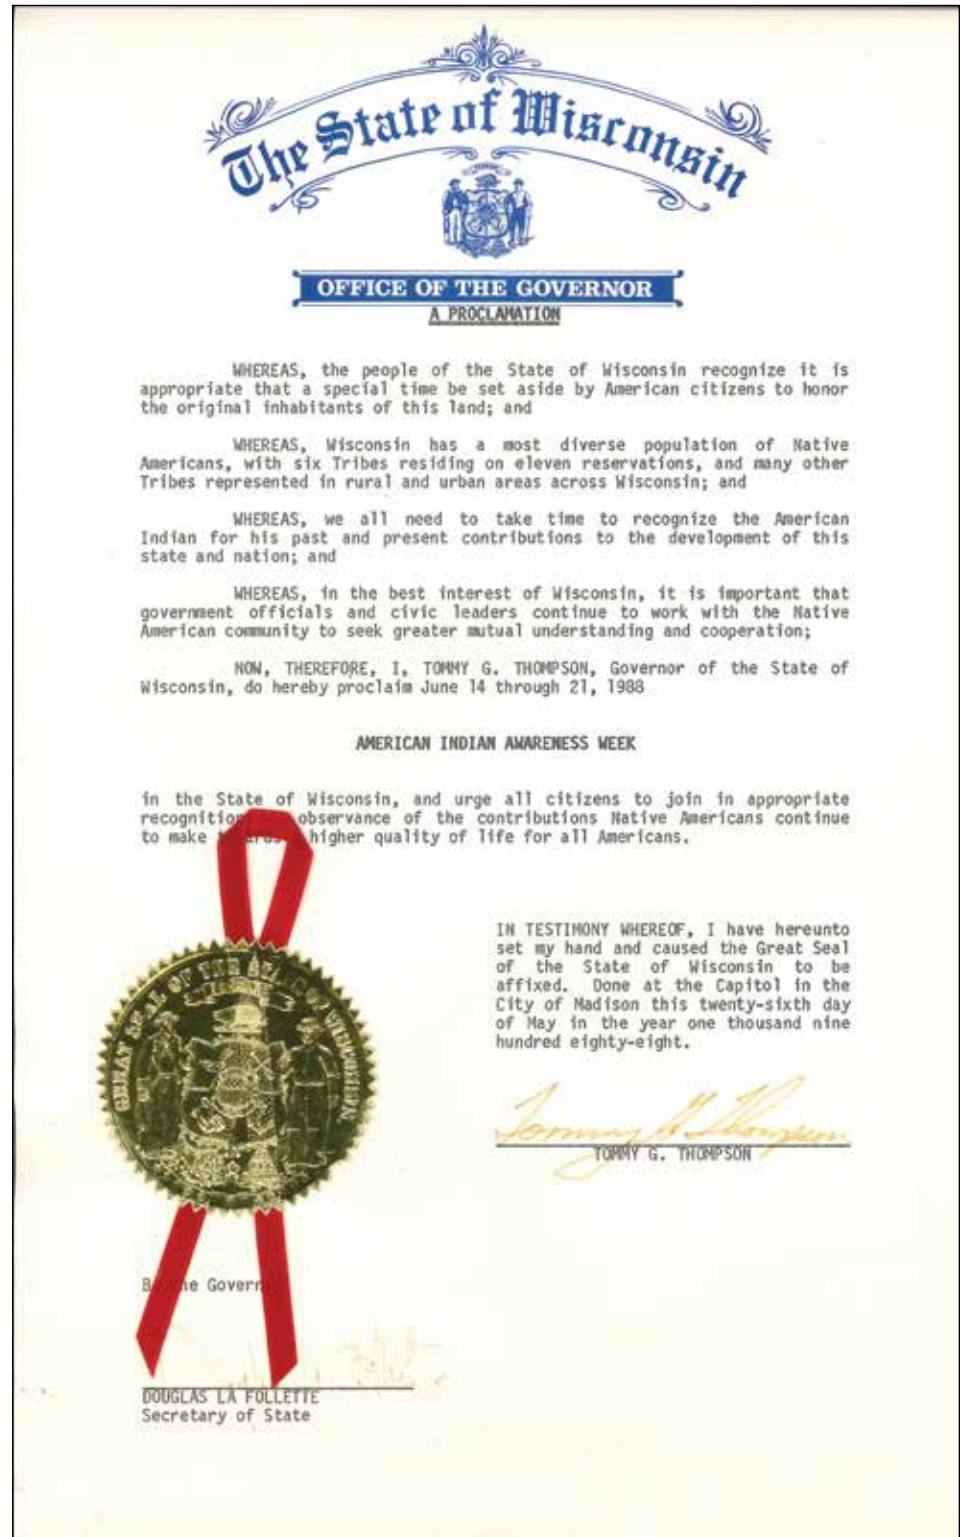 The State of Wisconsin
OFFICE OF THE GOVERNOR
A PROCLAMATION
WHEREAS, the people of the State of Wisconsin recognize it is
appropriate that a special time be set aside by American citizens to honor
the original inhabitants of this land; and
WHEREAS, Wisconsin has a most diverse population of Native
Americans, with six Tribes residing on eleven reservations, and many other
Tribes represented in rural and urban areas across Wisconsin; and
WHEREAS, we all need to take time to recognize the American
Indian for his past and present contributions to the development of this
state and nation; and
WHEREAS, in the best interest of Wisconsin, it is important that
government officials and civic leaders continue to work with the Native
American community to seek greater mutual understanding and cooperation;
NOW, THEREFORE, I, TOMMY G. THOMPSON, Governor of the State of
Wisconsin, do hereby proclaim June 14 through 21, 1988
AMERICAN INDIAN AWARENESS WEEK
in the State of Wisconsin, and urge all citizens to join in appropriate
recognition observance of the contributions Native Americans continue
to make higher quality of life for all Americans.
IN TESTIMONY WHEREOF, I have hereunto
set my hand and caused the Great Seal
of the State of Wisconsin to be
affixed. Done at the Capitol in the
City of Madison this twenty-sixth day
of May in the year one thousand nine
hundred eighty-eight.
Tommy G. Thompson
TOMMY G. THOMPSON
GREAT SEAL OF THE STATE OF WISCONSIN
the Govern
DOUGLAS LA FOLLETTE
Secretary of State